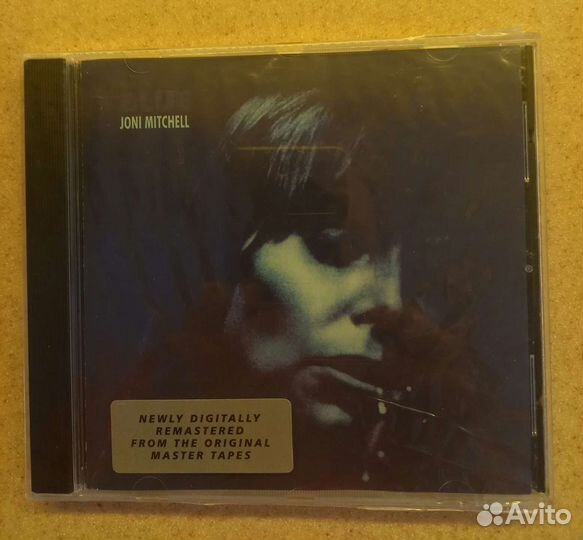 JONI MITCHELL
NEWLY DIGITALLY
REMASTERED
FROM THE ORIGINAL
MASTER TAPES
Avito